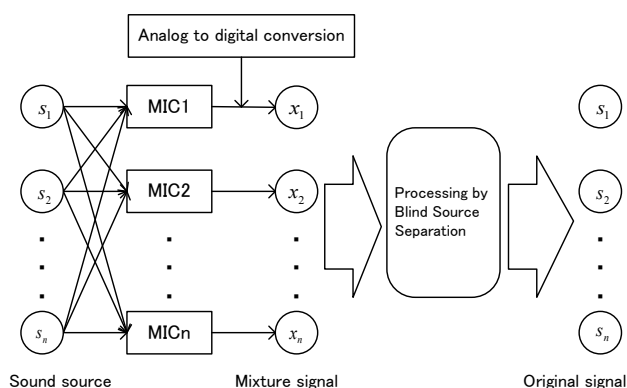 Analog to digital conversion
s1 MIC1 x1 s1
s2 MIC2 x2 s2
Processing by
Blind Source
Separation
sn MICn xn sn
Sound source Mixture signal Original signal